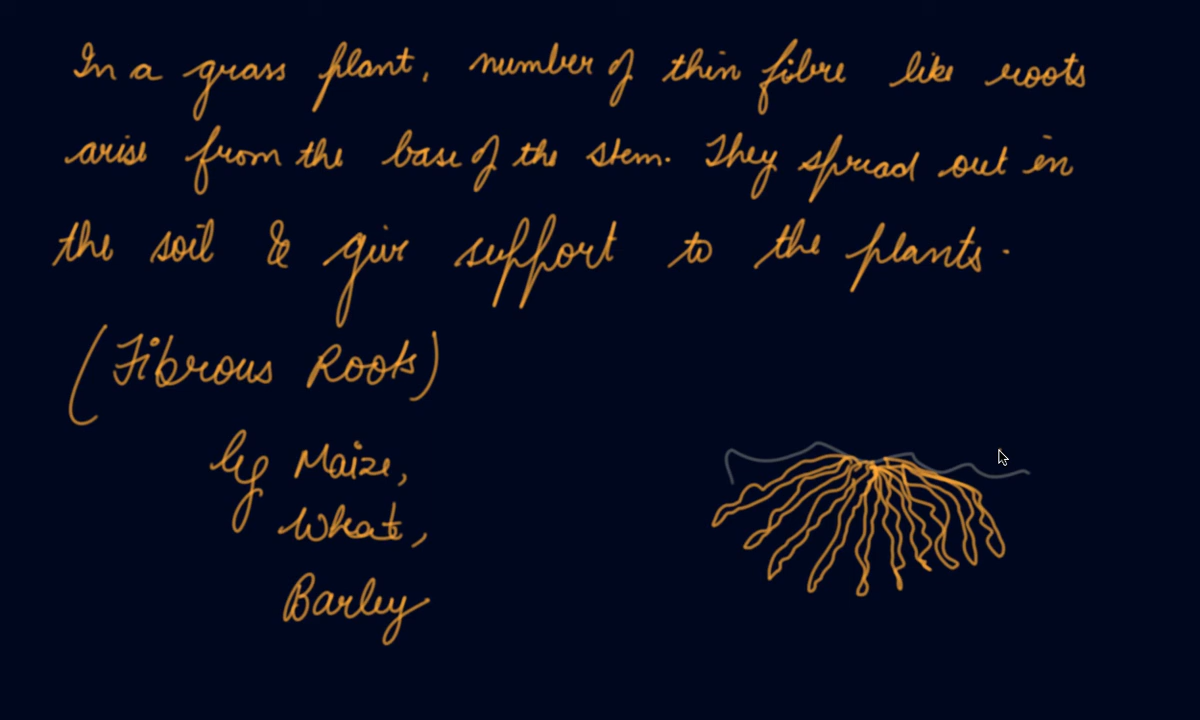 In a grass plant, number of thin fibre like roots
arise from the base of the stem. They spread out in
the soil & give support to the plants.
(Fibrous Roots)
eg Maize,
Wheat,
Barley